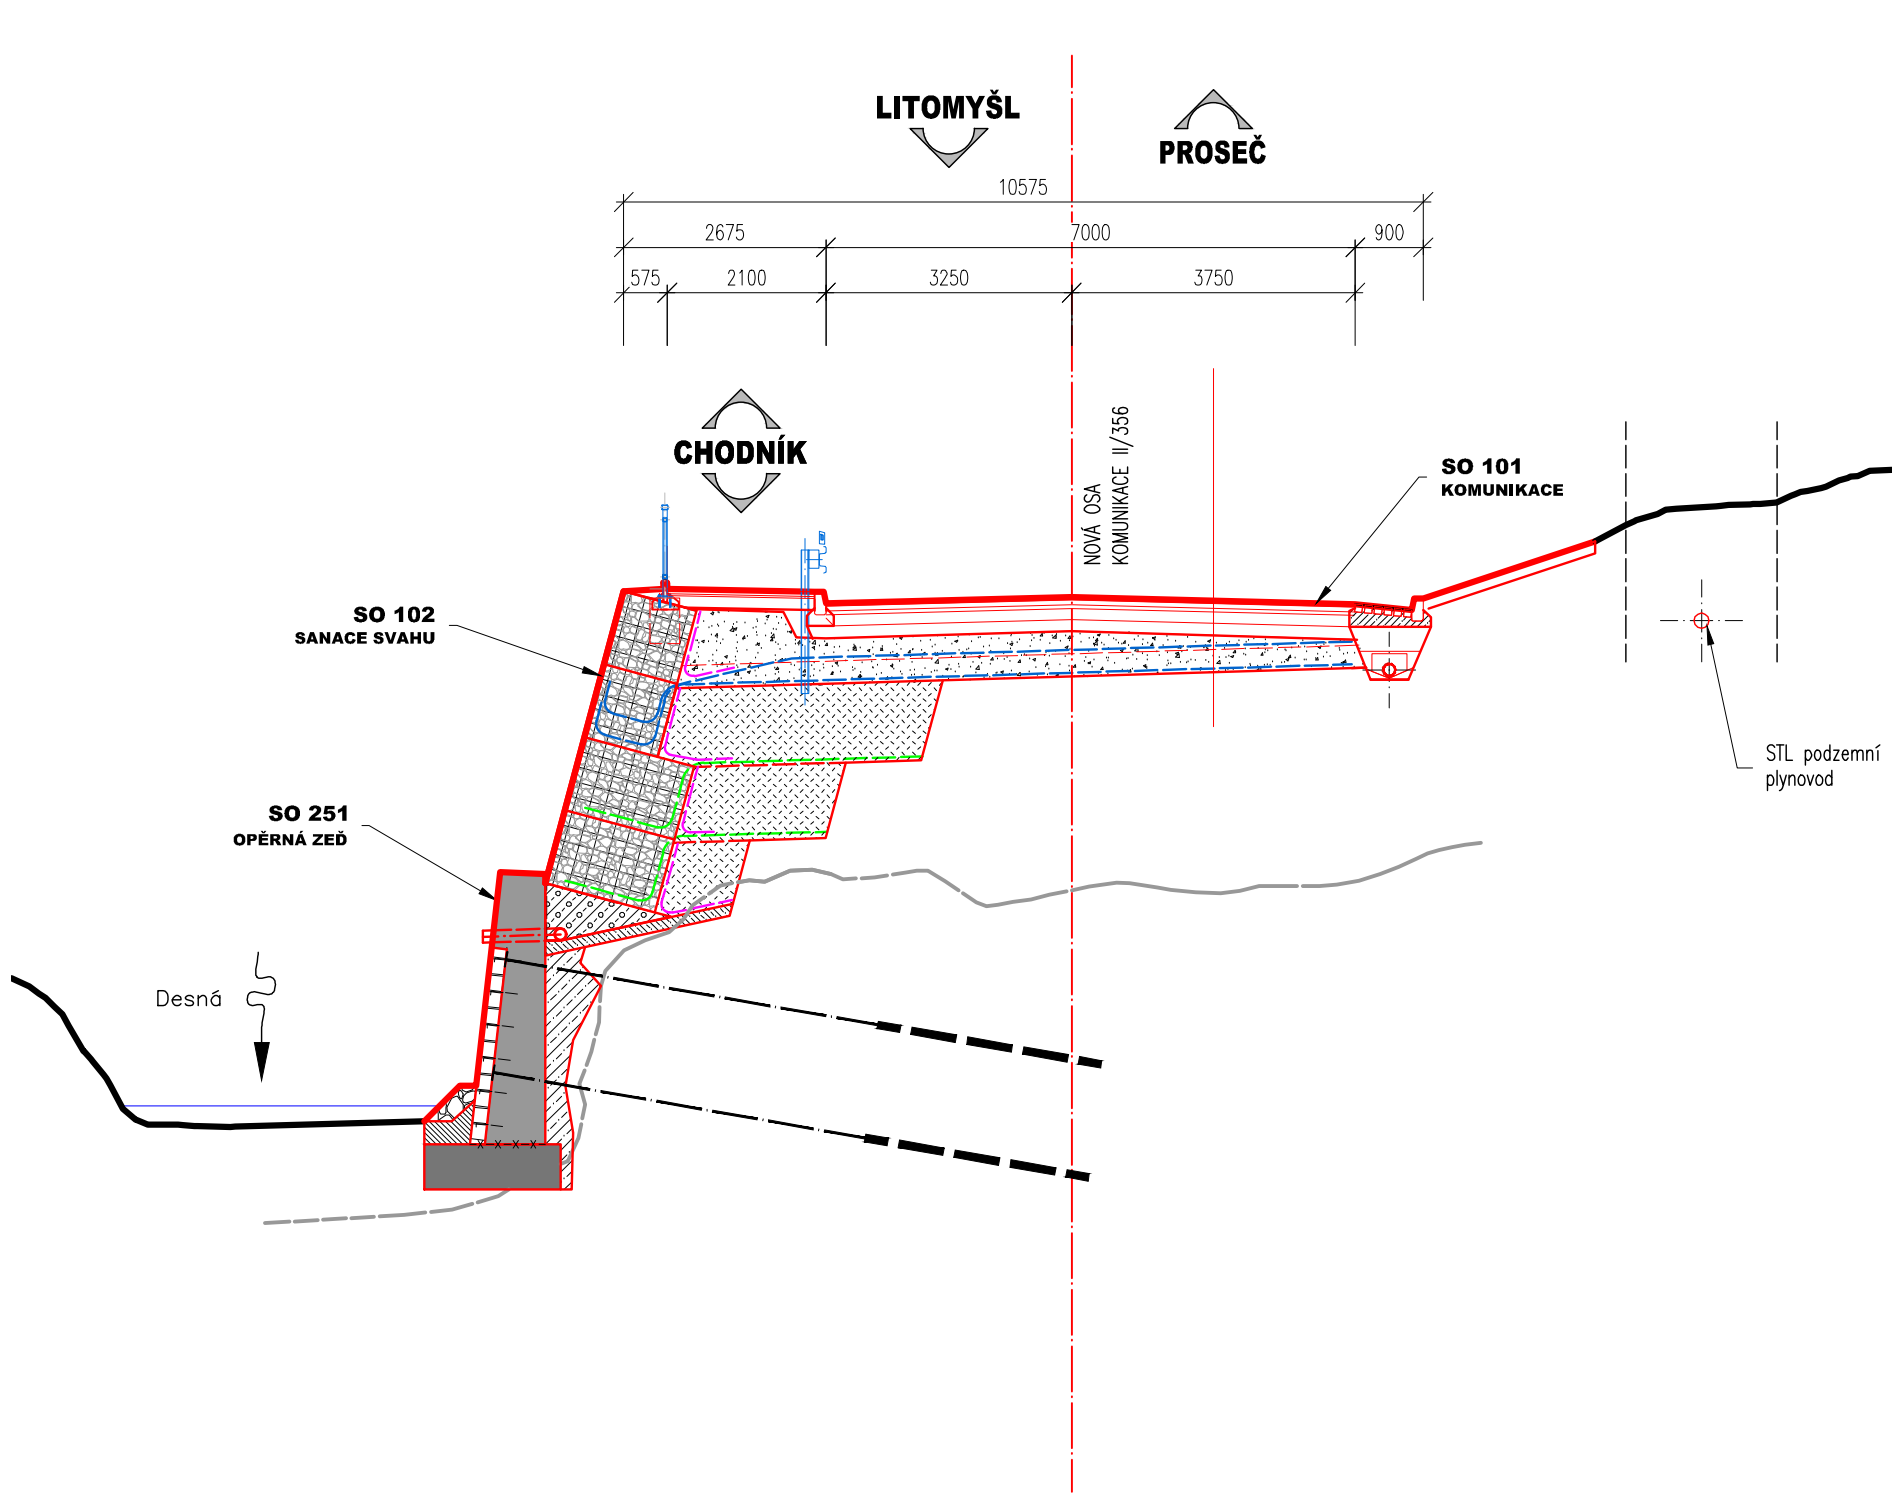 LITOMYŠL
PROSEČ
10575
2675
7000
900
575
2100
3250
3750
CHODNÍK
NOVÁ OSA
KOMUNIKACE II/356
SO 101
KOMUNIKACE
SO 102
SANACE SVAHU
STL podzemní
plynovod
SO 251
OPĚRNÁ ZEĎ
Desná